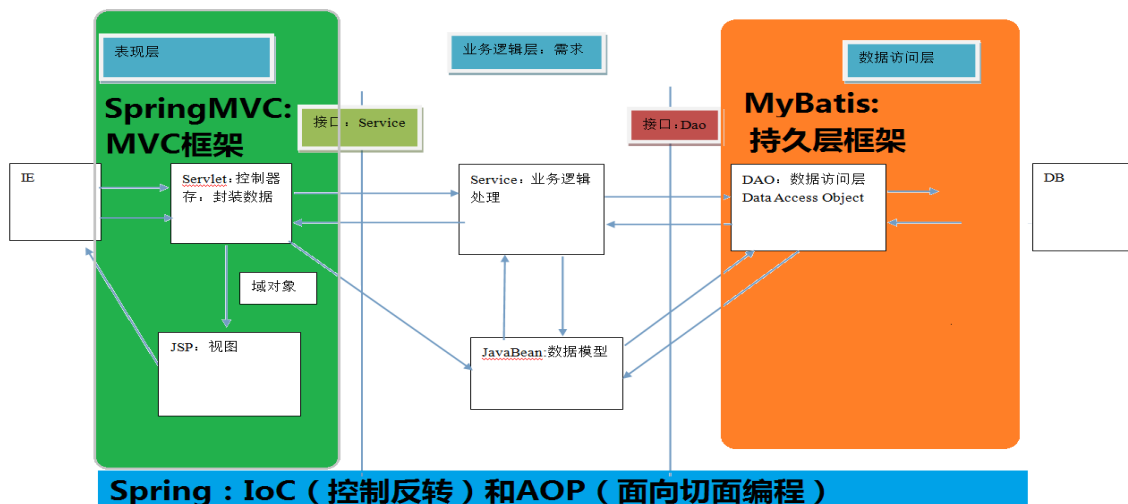 表现层
业务逻辑层：需求
数据访问层
SpringMVC:
MVC框架
接口：Service
接口:Dao
MyBatis:
持久层框架
IE
Servlet:控制器
存：封装数据
Service：业务逻辑
处理
DAO：数据访问层
Data Access Object
DB
域对象
JSP：视图
JavaBean:数据模型
Spring：IoC（控制反转）和AOP（面向切面编程）